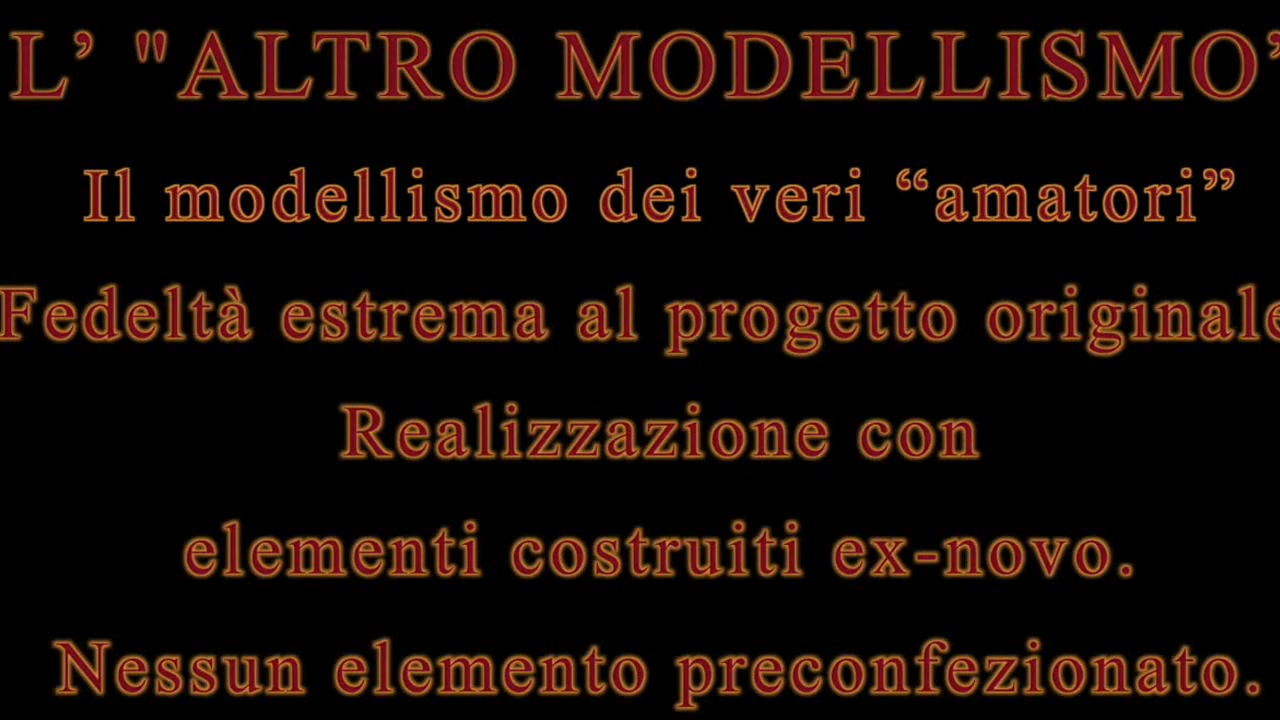 L’ "ALTRO MODELLISMO”
Il modellismo dei veri “amatori”
Fedeltà estrema al progetto originale
Realizzazione con
elementi costruiti ex-novo.
Nessun elemento preconfezionato.